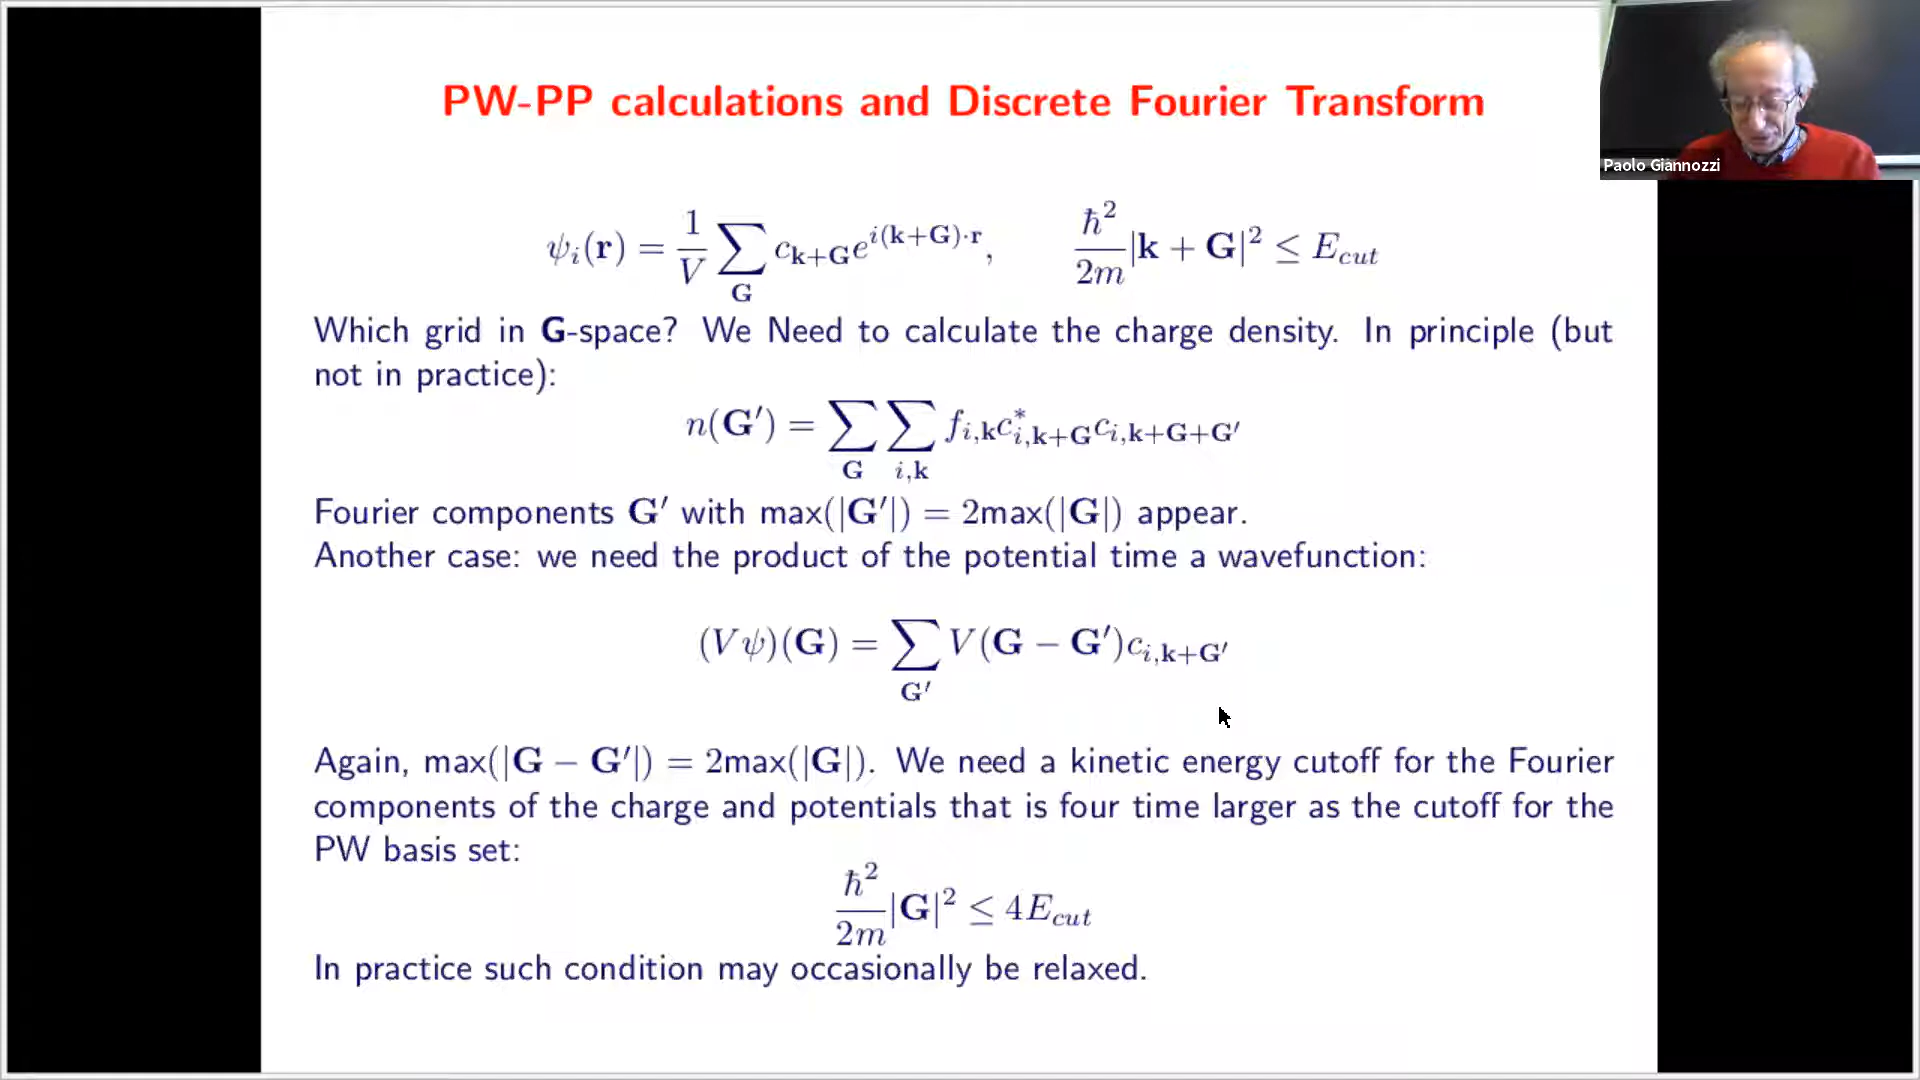 PW-PP calculations and Discrete Fourier Transform
Paolo Giannozzi
ψ_i(r) = 1/V ∑_G c_{k+G} e^{i(k+G)·r},    ℏ²/2m |k + G|² ≤ E_cut
Which grid in G-space? We Need to calculate the charge density. In principle (but
not in practice):
n(G′) = ∑_G ∑_{i,k} f_{i,k} c*_{i,k+G} c_{i,k+G+G′}
Fourier components G′ with max(|G′|) = 2max(|G|) appear.
Another case: we need the product of the potential time a wavefunction:
(Vψ)(G) = ∑_{G′} V(G − G′) c_{i,k+G′}
Again, max(|G − G′|) = 2max(|G|). We need a kinetic energy cutoff for the Fourier
components of the charge and potentials that is four time larger as the cutoff for the
PW basis set:
ℏ²/2m |G|² ≤ 4E_cut
In practice such condition may occasionally be relaxed.